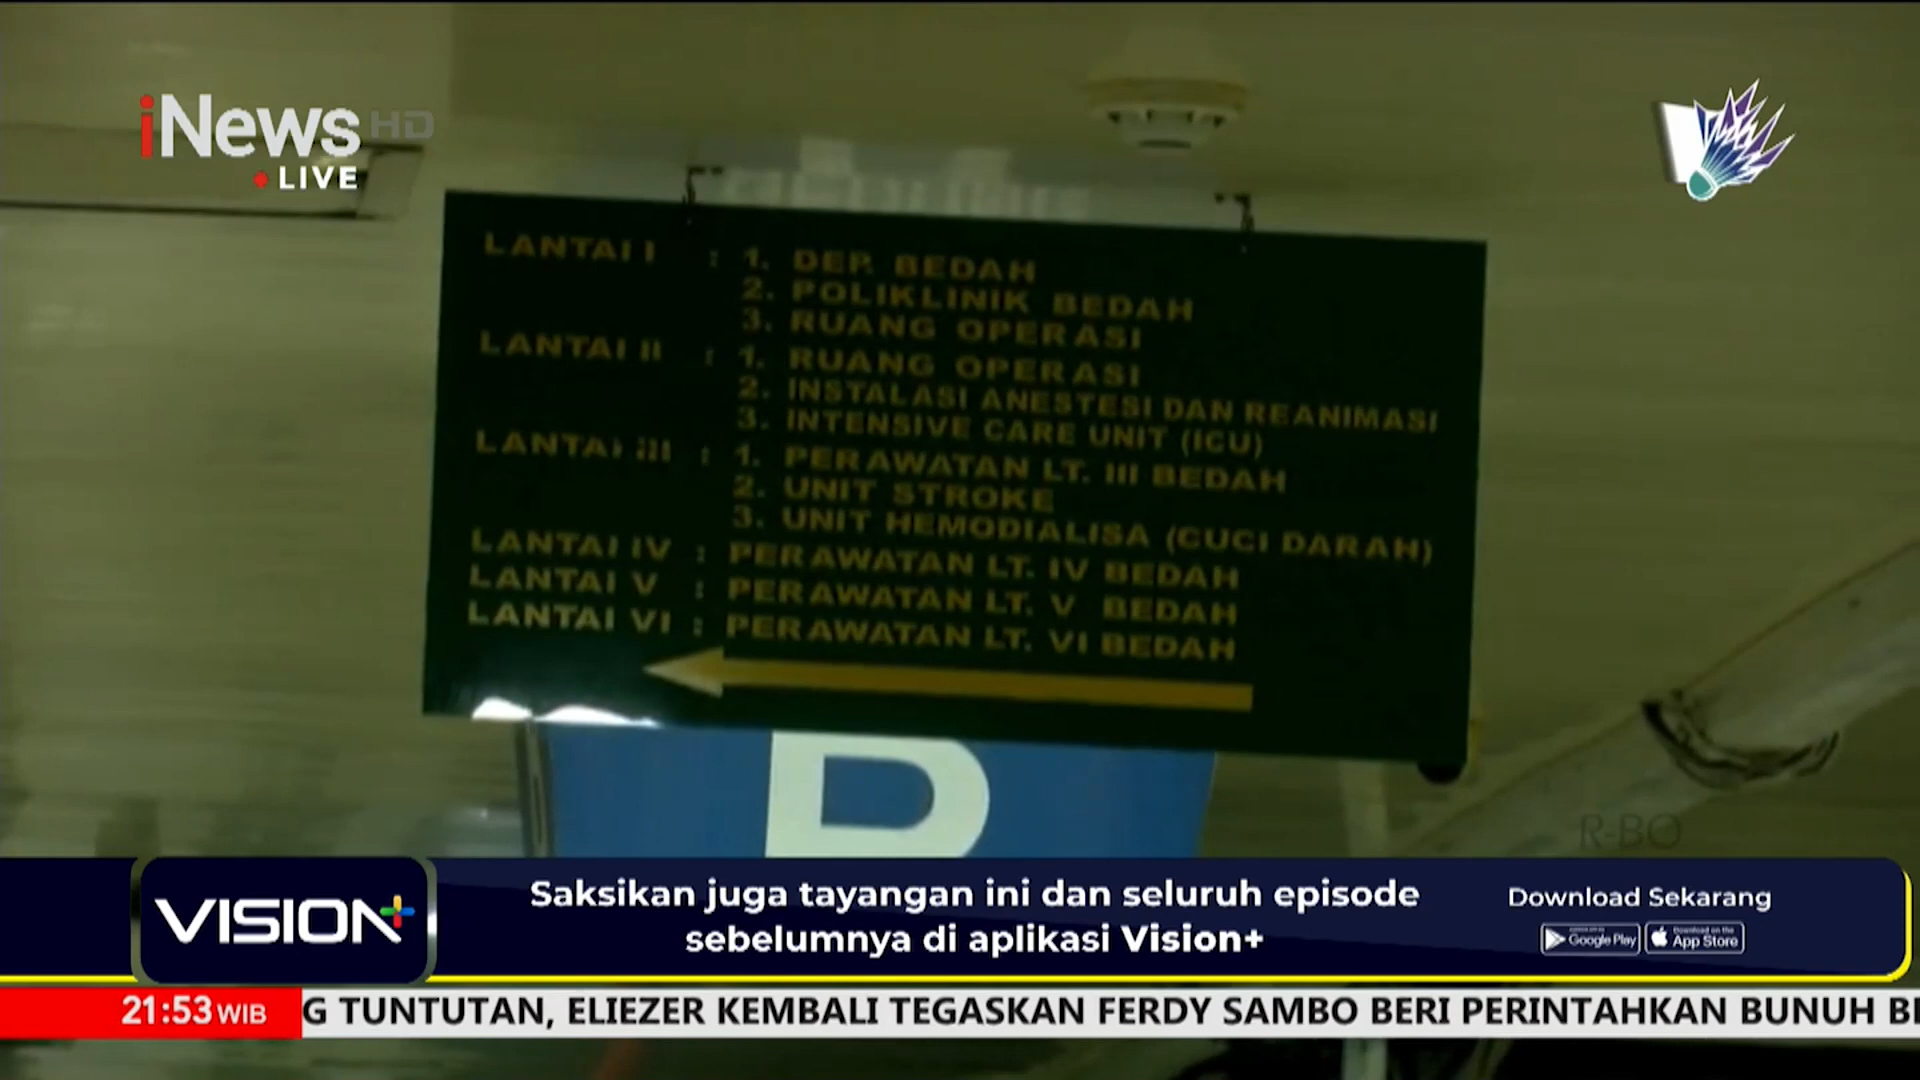 iNews HD
LIVE
LANTAI I : 1. DEP. BEDAH
2. POLIKLINIK BEDAH
3. RUANG OPERASI
LANTAI II : 1. RUANG OPERASI
2. INSTALASI ANESTESI DAN REANIMASI
3. INTENSIVE CARE UNIT (ICU)
LANTAI III : 1. PERAWATAN LT. III BEDAH
2. UNIT STROKE
3. UNIT HEMODIALISA (CUCI DARAH)
LANTAI IV : PERAWATAN LT. IV BEDAH
LANTAI V : PERAWATAN LT. V BEDAH
LANTAI VI : PERAWATAN LT. VI BEDAH
R-BO
VISION+
Saksikan juga tayangan ini dan seluruh episode
sebelumnya di aplikasi Vision+
Download Sekarang
Google Play
Download on the
App Store
21:53 WIB
G TUNTUTAN, ELIEZER KEMBALI TEGASKAN FERDY SAMBO BERI PERINTAHKAN BUNUH